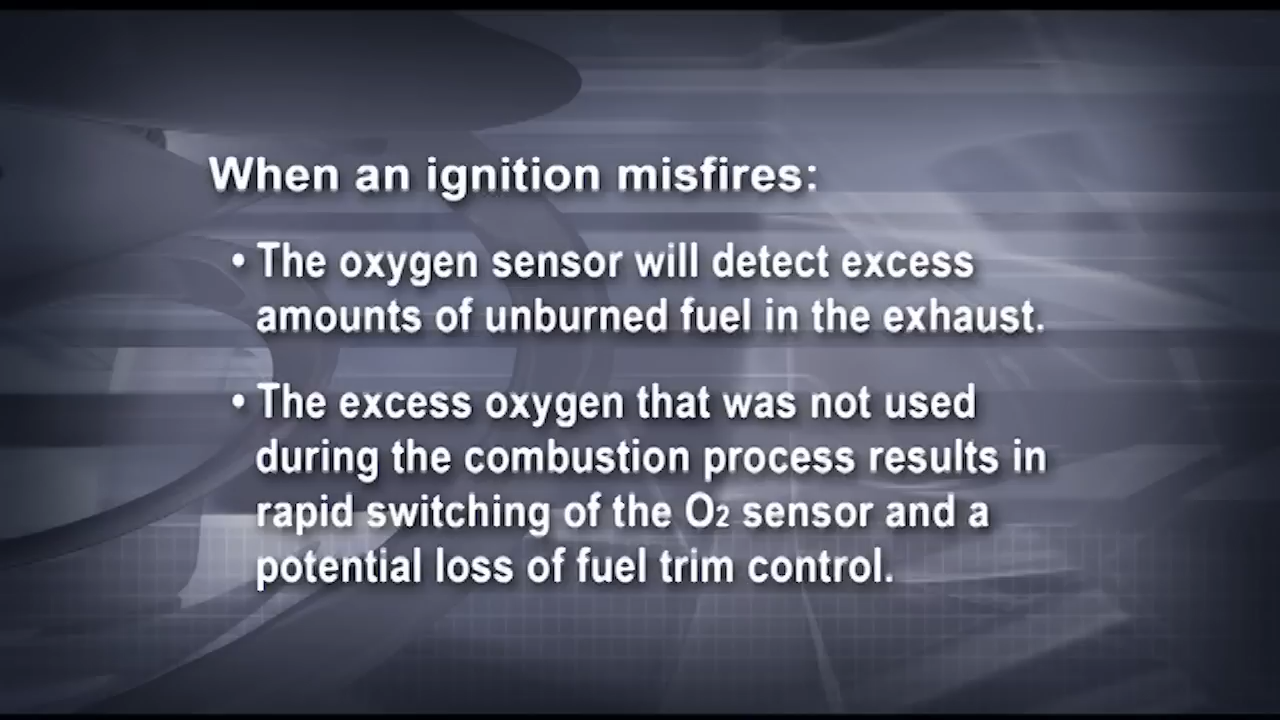 When an ignition misfires:
• The oxygen sensor will detect excess
amounts of unburned fuel in the exhaust.
• The excess oxygen that was not used
during the combustion process results in
rapid switching of the O₂ sensor and a
potential loss of fuel trim control.